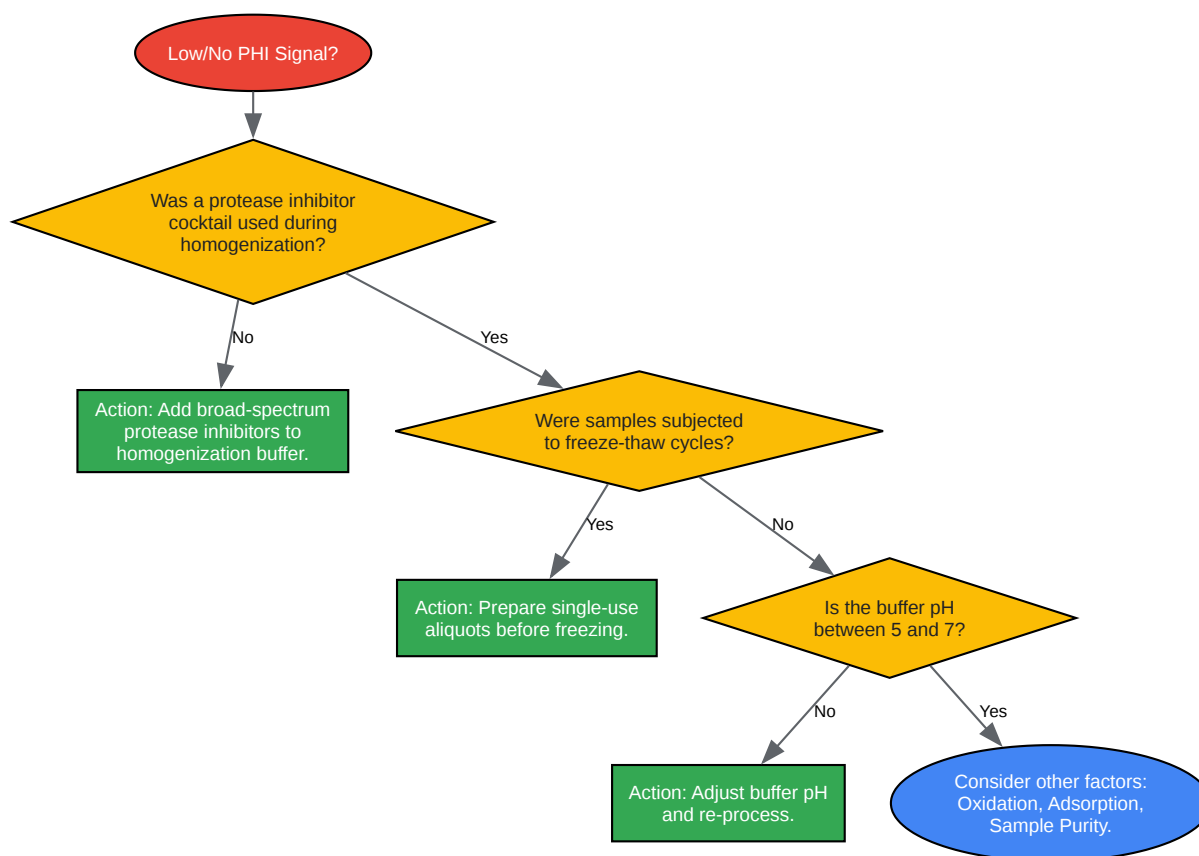 Low/No PHI Signal?
Was a protease inhibitor
cocktail used during
homogenization?
No
Yes
Action: Add broad-spectrum
protease inhibitors to
homogenization buffer.
Were samples subjected
to freeze-thaw cycles?
Yes
No
Action: Prepare single-use
aliquots before freezing.
Is the buffer pH
between 5 and 7?
No
Yes
Action: Adjust buffer pH
and re-process.
Consider other factors:
Oxidation, Adsorption,
Sample Purity.